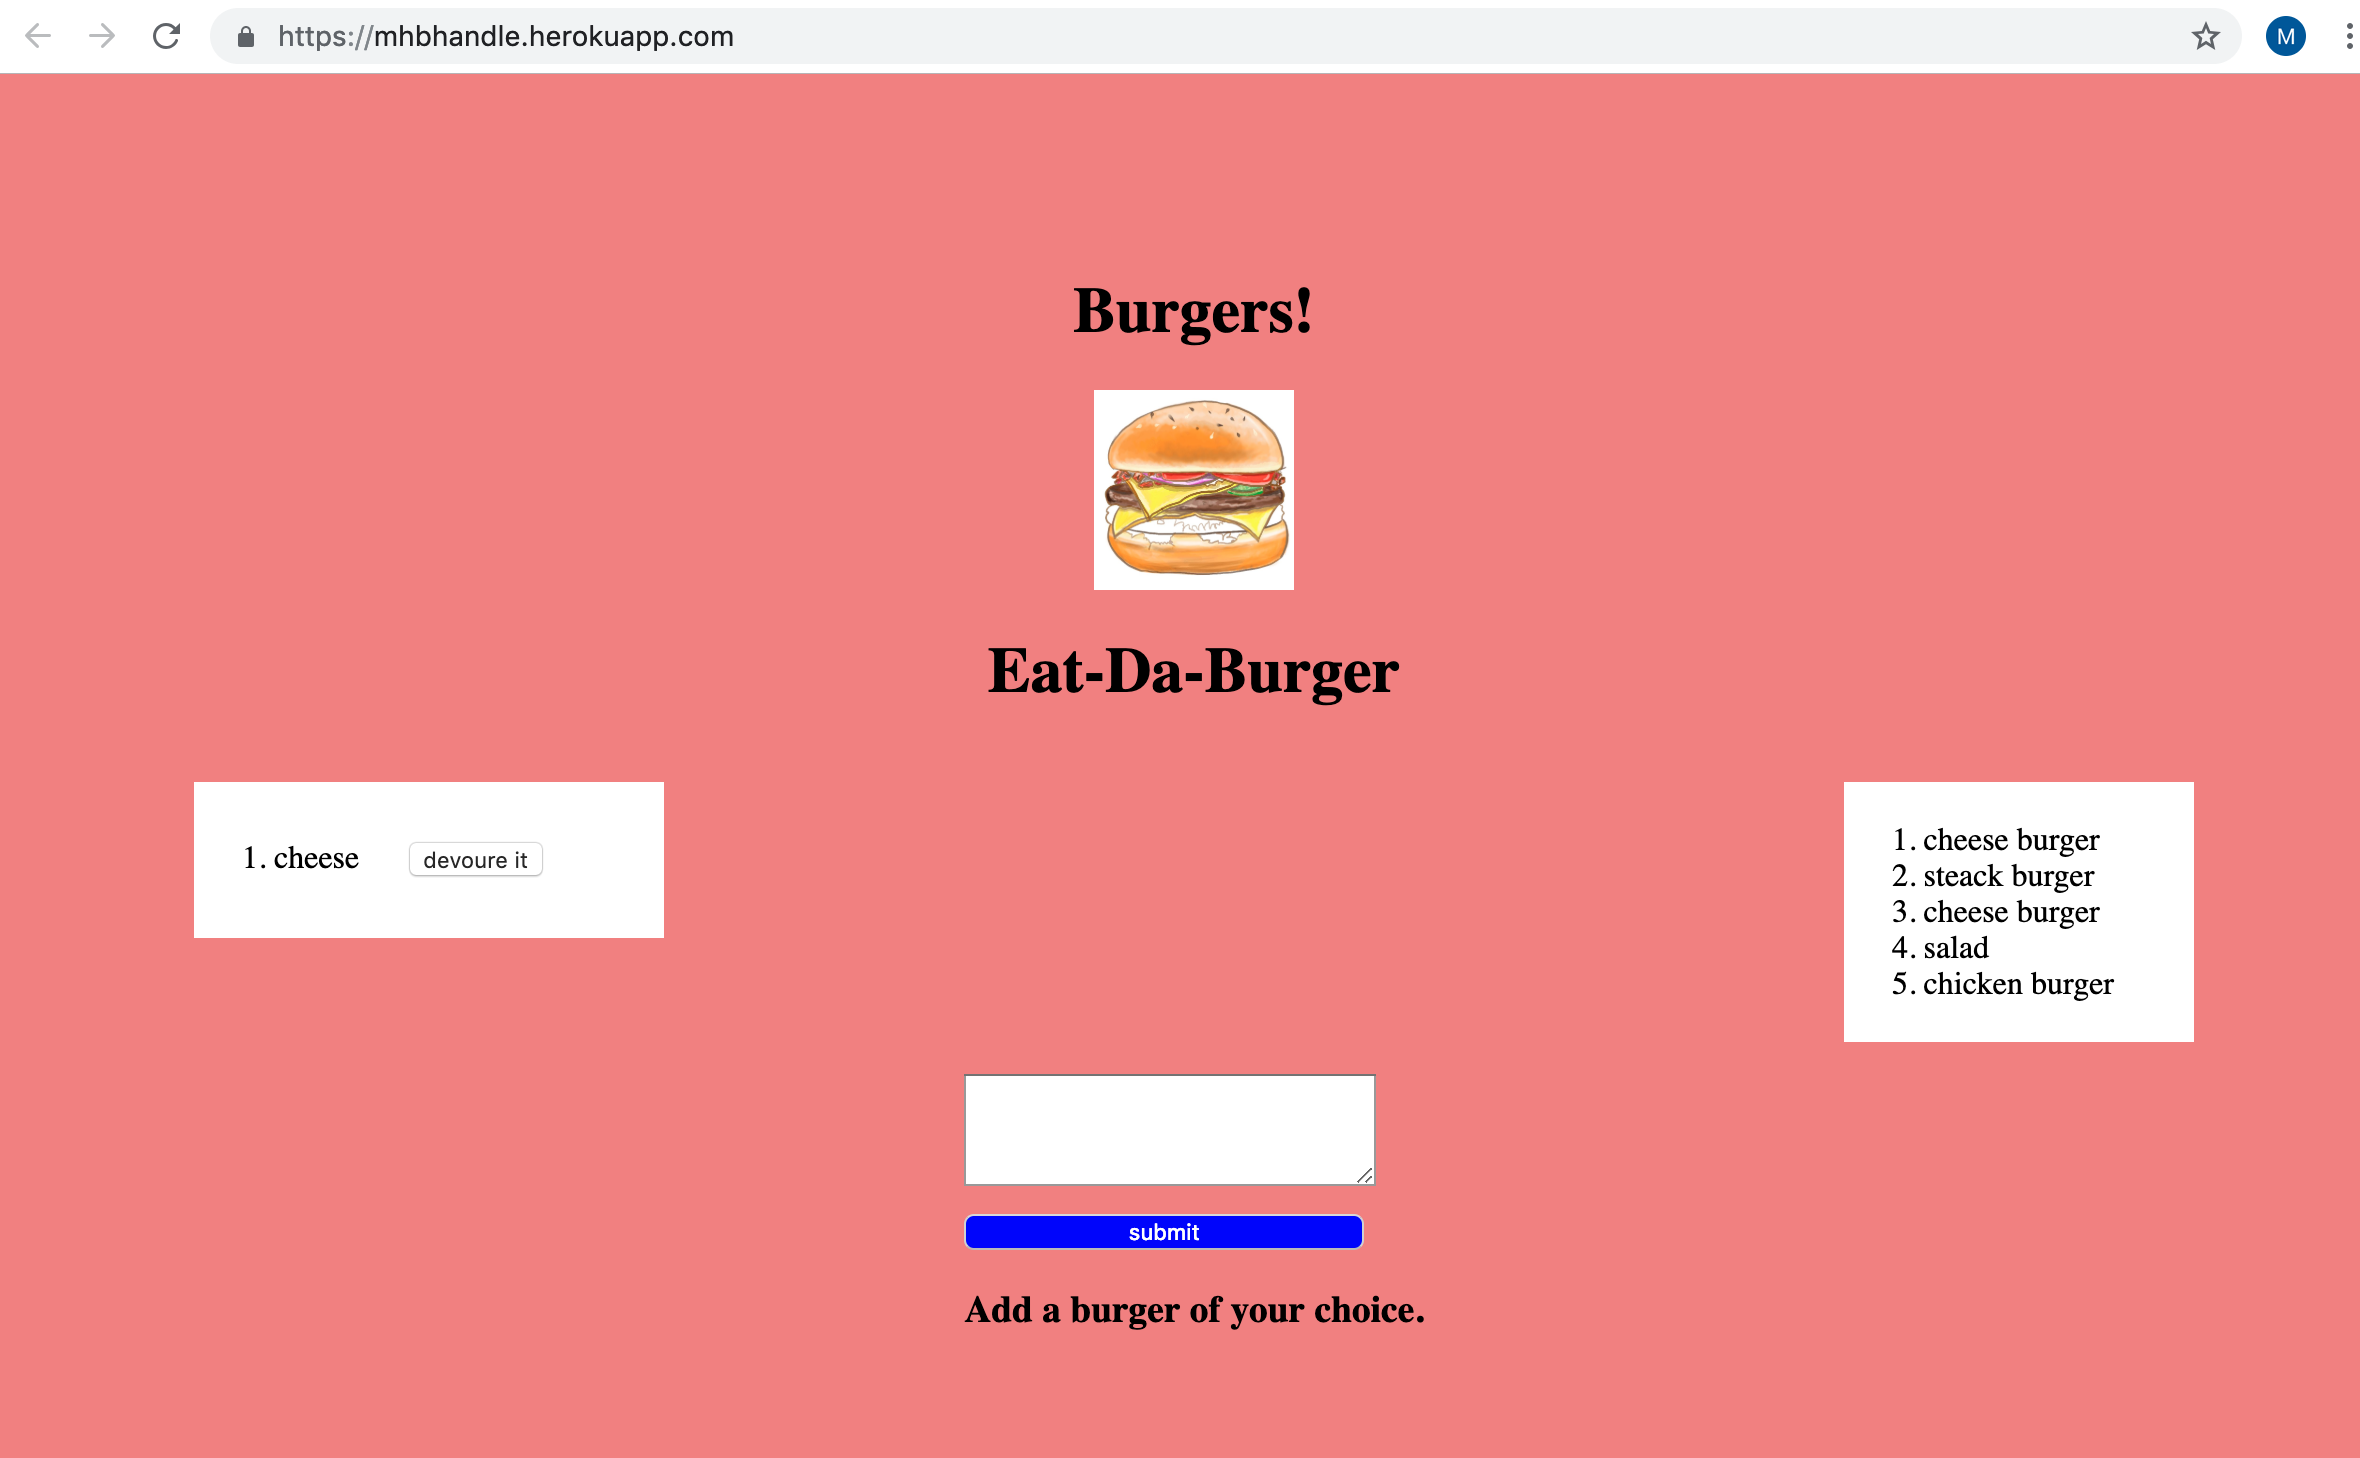 https://mhbhandle.herokuapp.com
M
Burgers!
Eat-Da-Burger
1. cheese devoure it
1. cheese burger
2. steack burger
3. cheese burger
4. salad
5. chicken burger
submit
Add a burger of your choice.